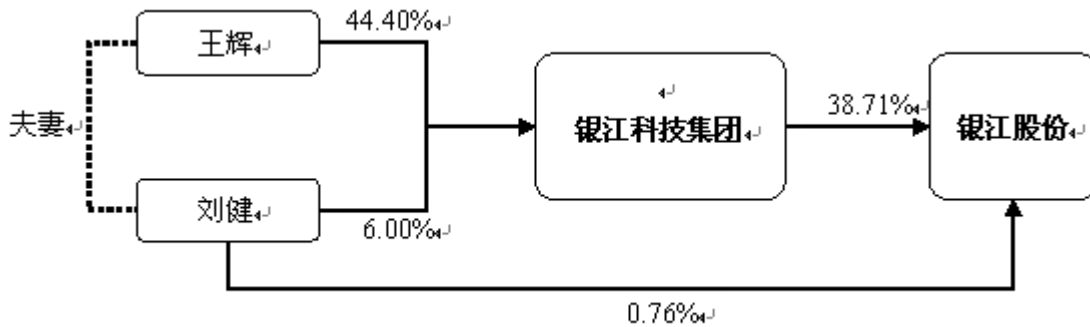 44.40%
王辉
夫妻
银江科技集团
38.71%
银江股份
刘健
6.00%
0.76%